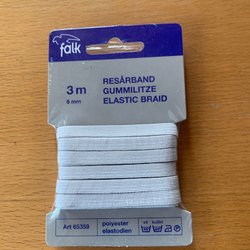 falk
3 m
6 mm
RESÅRBAND
GUMMILITZE
ELASTIC BRAID
Art 65359
polyester
elastodien